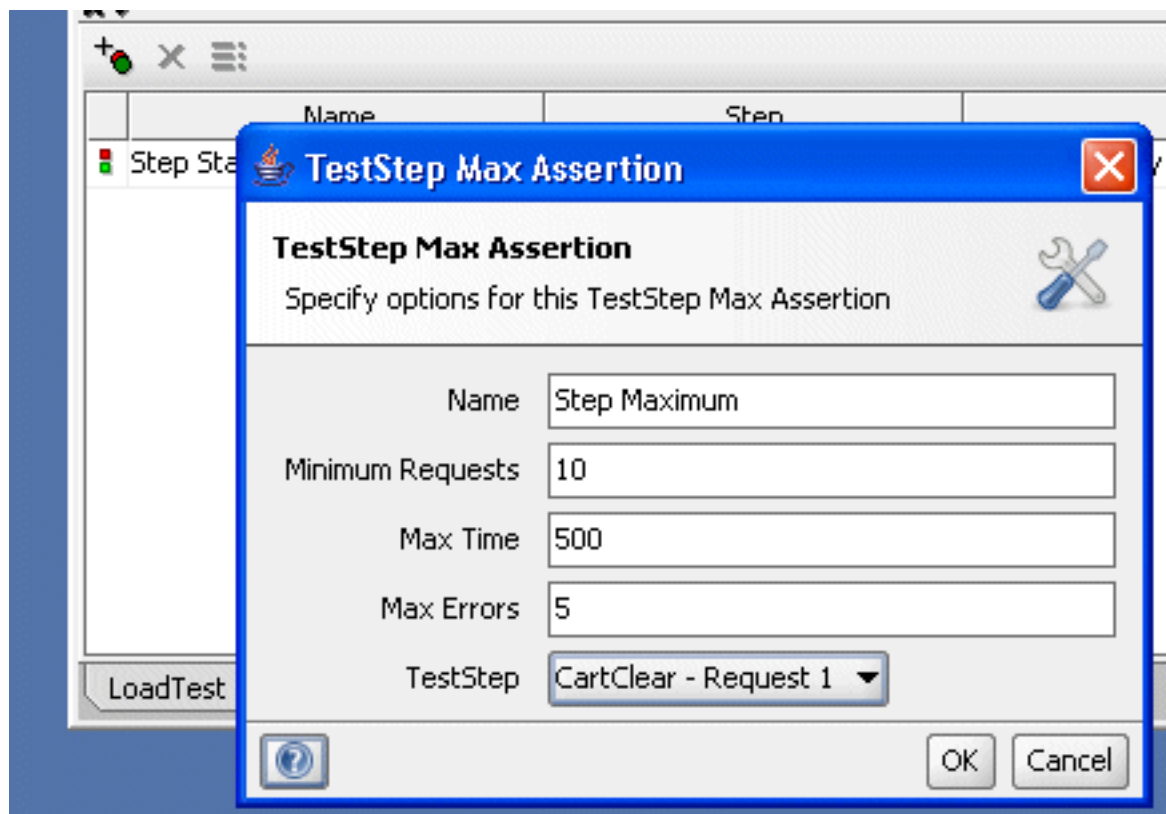 Name Step
Step Sta
TestStep Max Assertion
TestStep Max Assertion
Specify options for this TestStep Max Assertion
Name Step Maximum
Minimum Requests 10
Max Time 500
Max Errors 5
TestStep CartClear - Request 1
LoadTest
OK Cancel